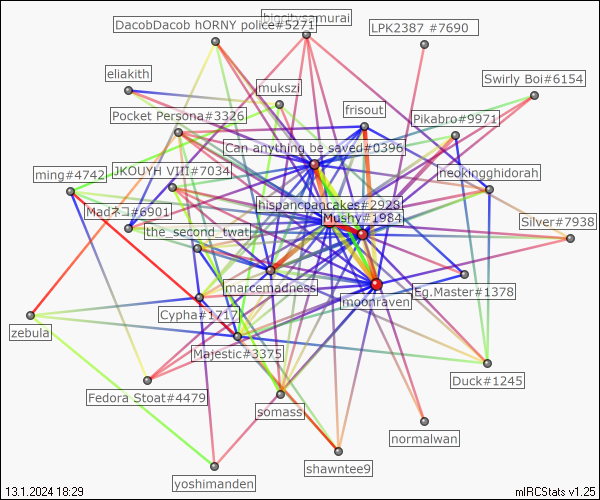 bigcitysamurai
DacobDacob hORNY police#5271
LPK2387 #7690
eliakith
Swirly Boi#6154
mukszi
frisout
Pocket Persona#3326
Pikabro#9971
Can anything be saved#0396
ming#4742
JKOUYH VIII#7034
neokingghidorah
hispancpancakes#2928
Madネコ#6901
Mushy#1984
Silver#7938
the_second_twat
marcemadness
Eg.Master#1378
moonraven
Cypha#1717
zebula
Majestic#3375
Duck#1245
Fedora Stoat#4479
somass
normalwan
shawntee9
yoshimanden
13.1.2024 18:29
mIRCStats v1.25